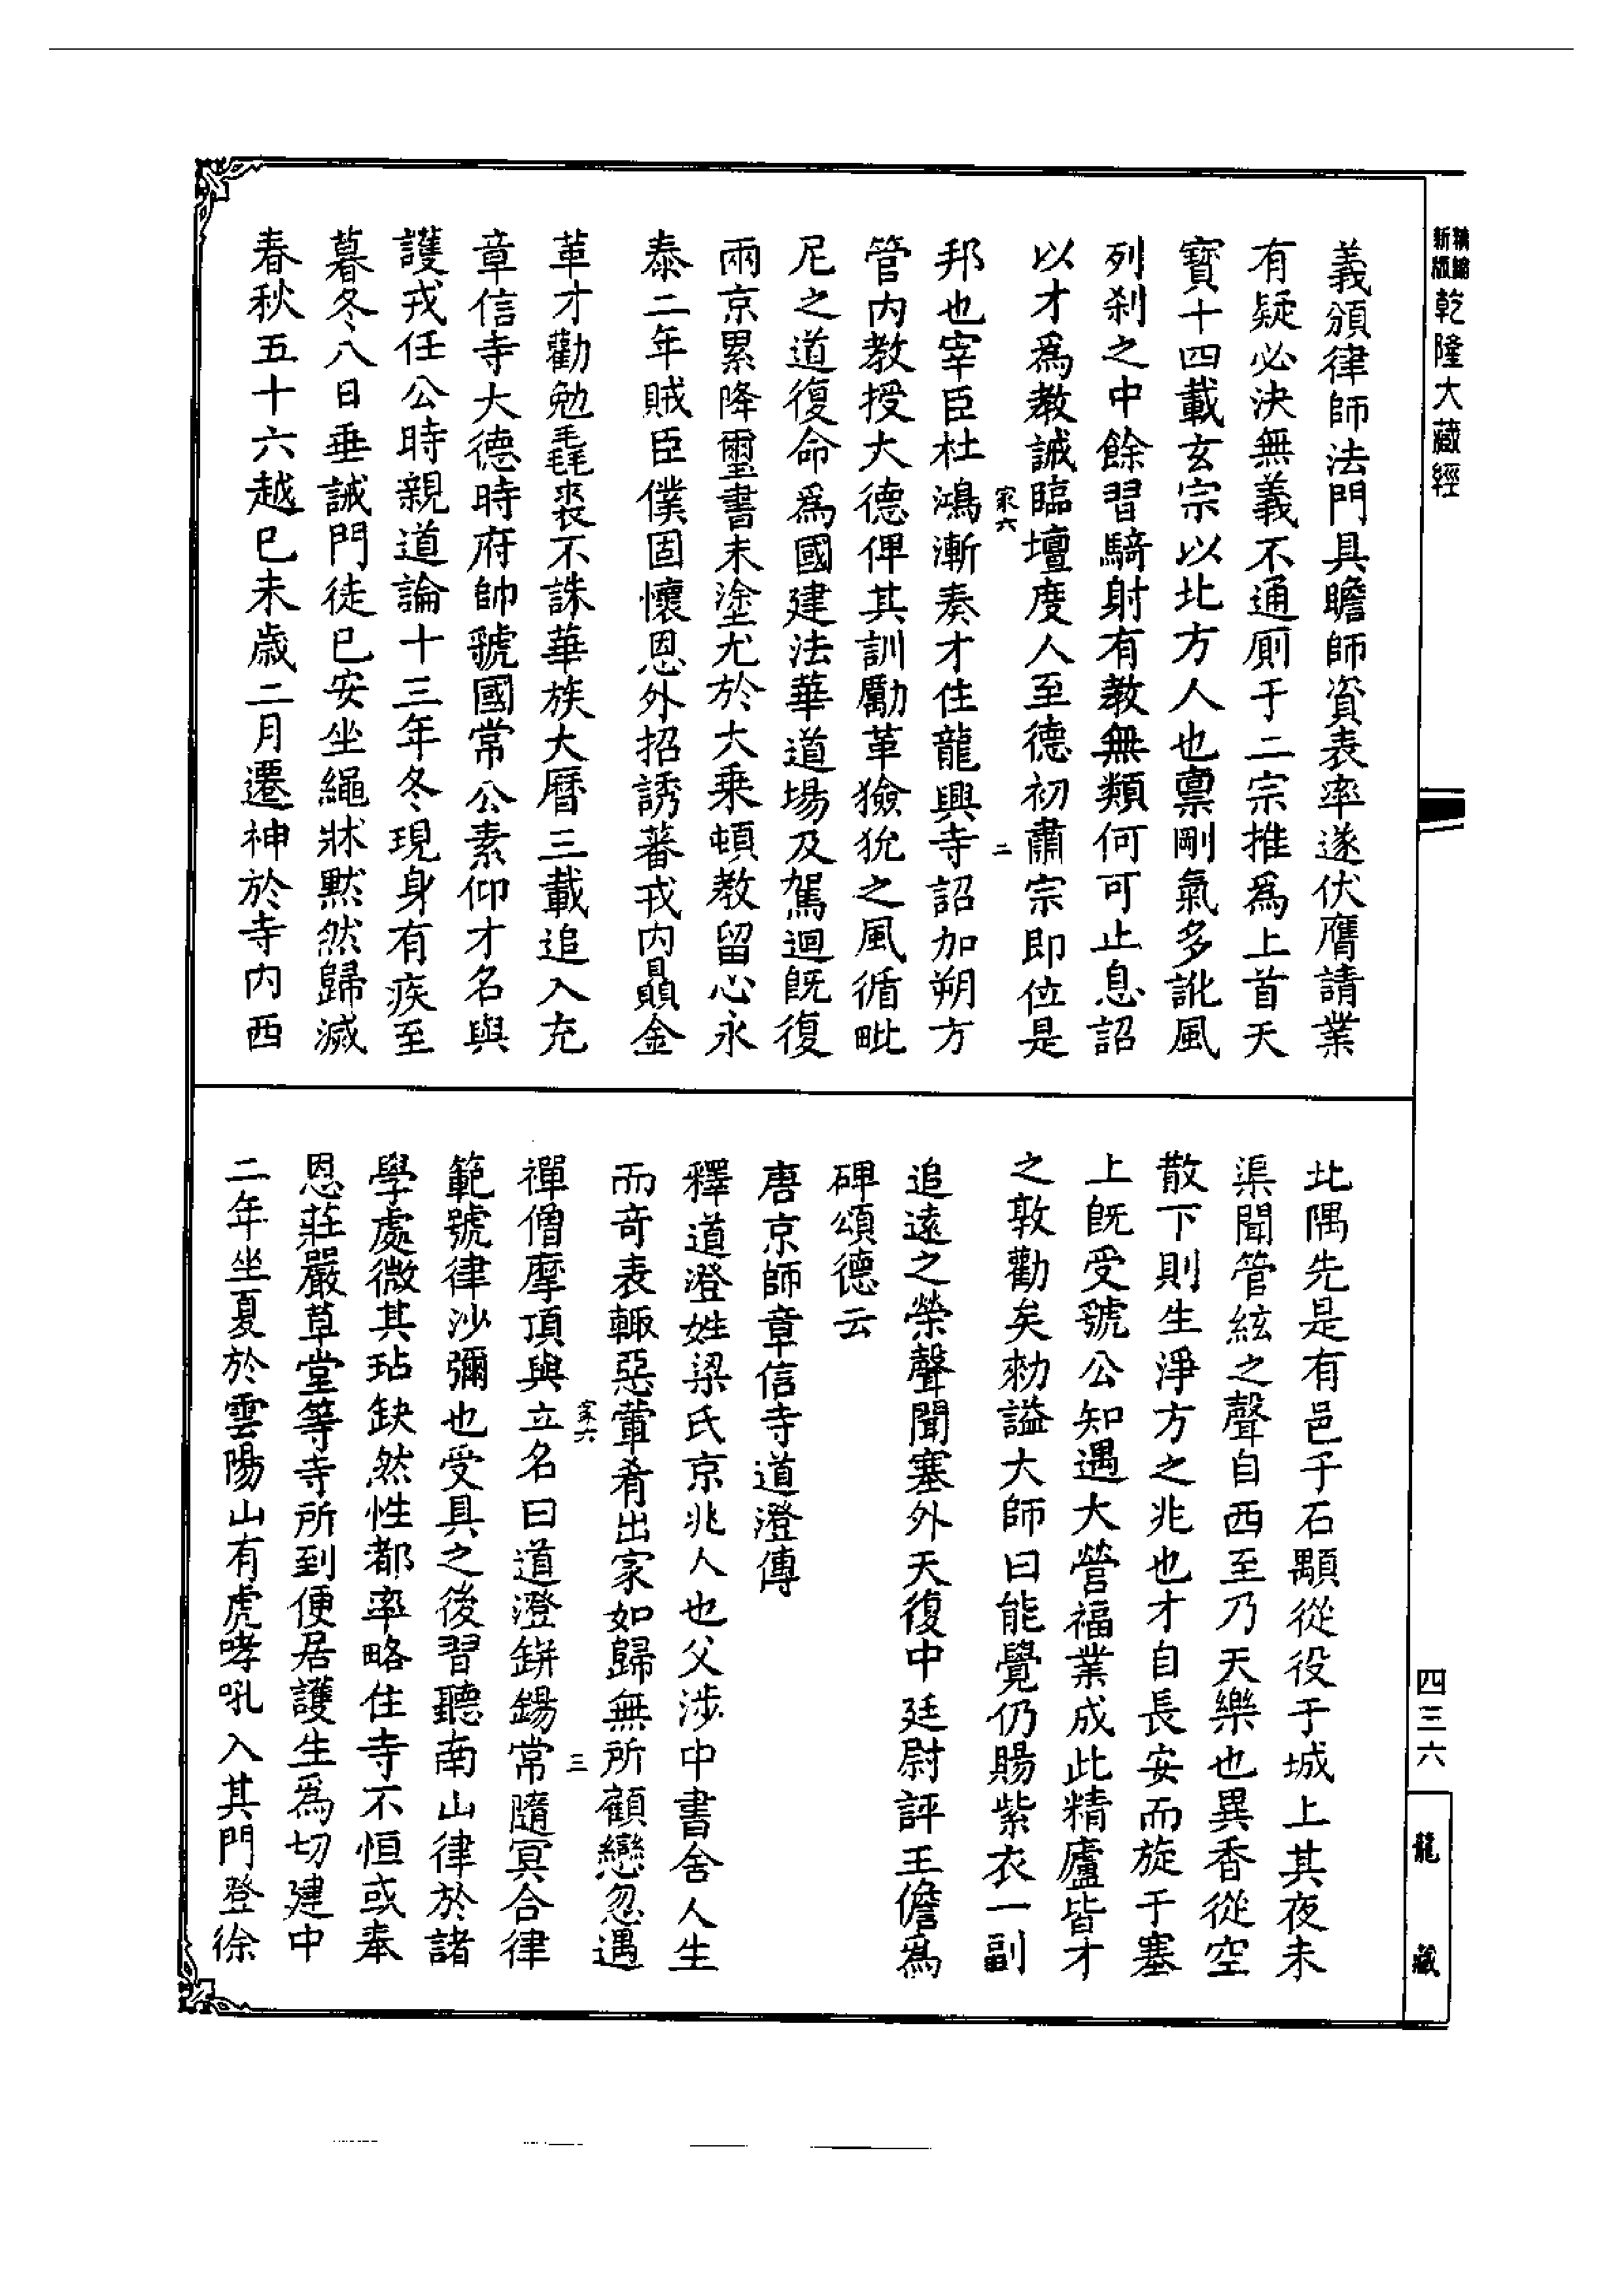 新版
精縮
乾隆大藏經
義頒律師法門具瞻師資表率遂伏膺請業
有疑必決無義不通廁于二宗推爲上首天
寶十四載玄宗以北方人也禀剛氣多訛風
列刹之中餘習騎射有教無類何可止息詔
以才爲教誡臨壇度人至德初肅宗即位是
家六
二
邦也宰臣杜鴻漸奏才住龍興寺詔加朔方
管内教授大德俾其訓勵革獫狁之風循毗
尼之道復命爲國建法華道場及駕迴旣復
兩京累降璽書未塗尤於大乗頓教留心永
泰二年賊臣僕固懷恩外招誘蕃戎内贔金
革才勸勉毳裘不誅華族大曆三載追入充
章信寺大德時府帥虢國常公素仰才名與
護戎任公時親道論十三年冬現身有疾至
暮冬八日垂誡門徒已安坐繩牀黙然歸滅
春秋五十六越巳未歳二月遷神於寺内西
北隅先是有邑于石顒從役于城上其夜未
渠聞管絃之聲自西至乃天樂也異香從空
散下則生淨方之兆也才自長安而旋于塞
上旣受虢公知遇大營福業成此精廬皆才
之敦勸矣勑謚大師曰能覺仍賜紫衣一副
追遠之榮聲聞塞外天復中廷尉評王儋爲
碑頌德云
唐京師章信寺道澄傳
釋道澄姓梁氏京兆人也父涉中書舍人生
而竒表輙惡葷肴出家如歸無所顧戀忽遇
家六
三
禪僧摩頂與立名曰道澄缾錫常隨冥合律
範號律沙彌也受具之後習聽南山律於諸
學處微其玷缺然性都率略住寺不恒或奉
恩莊嚴草堂等寺所到便居護生爲切建中
二年坐夏於雲陽山有虎哮吼入其門登徐
四三六
龍藏